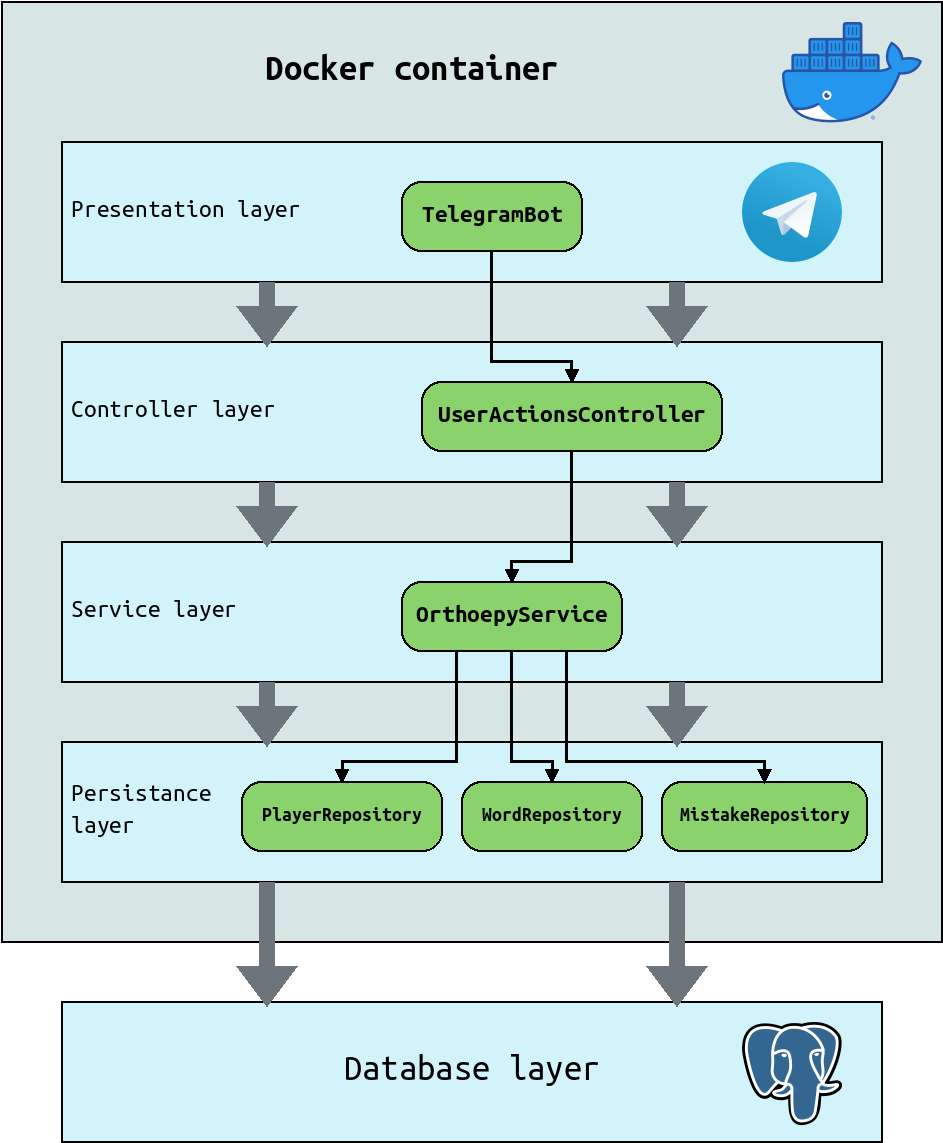 Docker container
Presentation layer
TelegramBot
Controller layer
UserActionsController
Service layer
OrthoepyService
Persistance
layer
PlayerRepository
WordRepository
MistakeRepository
Database layer